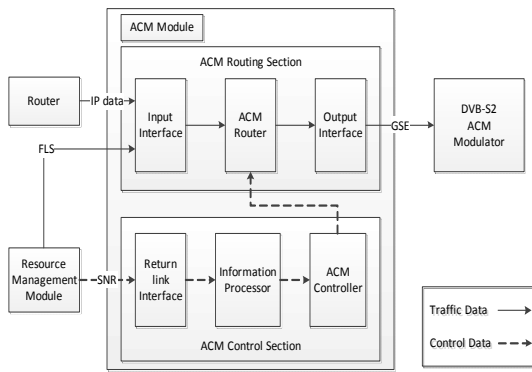 ACM Module
ACM Routing Section
Router
IP data
Input
Interface
ACM
Router
Output
Interface
GSE
DVB-S2
ACM
Modulator
FLS
Resource
Management
Module
SNR
Return
link
Interface
Information
Processor
ACM
Controller
ACM Control Section
Traffic Data
Control Data